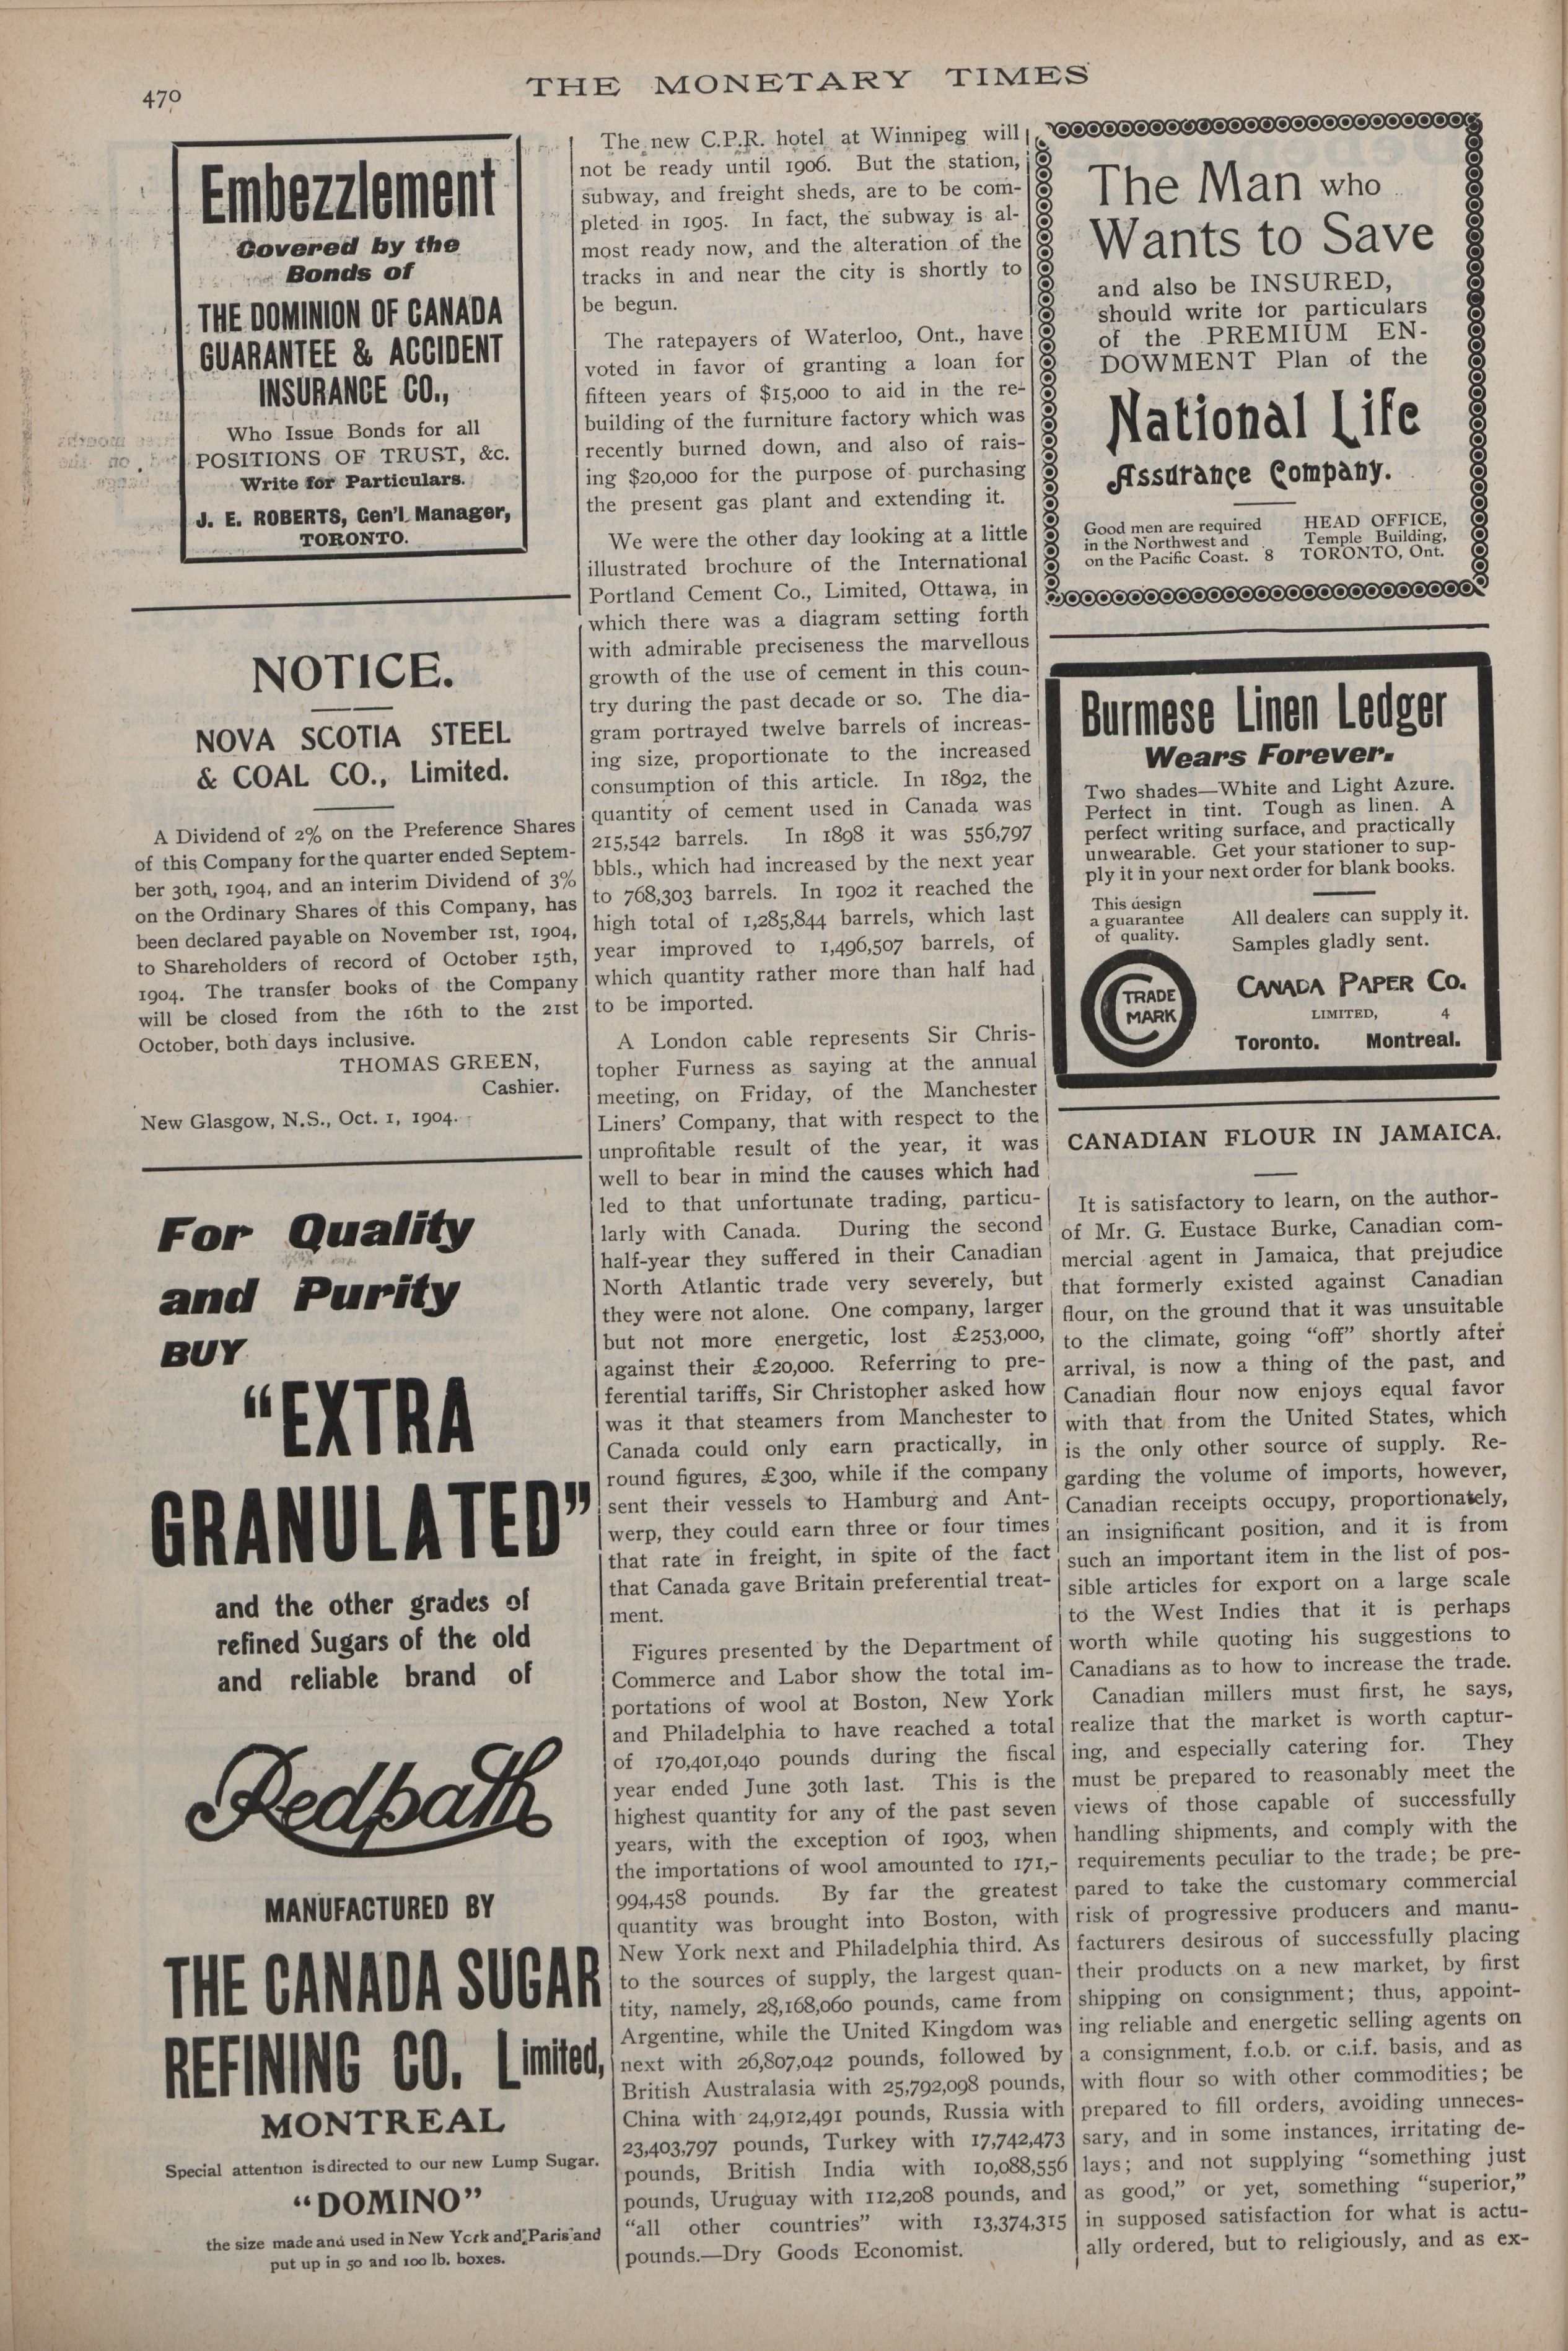 470
THE MONETARY TIMES
Embezzlement
Covered by the
Bonds of
THE DOMINION OF CANADA
GUARANTEE & ACCIDENT
INSURANCE CO.,
Who Issue Bonds for all
POSITIONS OF TRUST, &c.
Write for Particulars.
J. E. ROBERTS, Gen'l Manager,
TORONTO.
NOTICE.
NOVA SCOTIA STEEL
& COAL CO., Limited.
A Dividend of 2% on the Preference Shares
of this Company for the quarter ended Septem-
ber 30th, 1904, and an interim Dividend of 3%
on the Ordinary Shares of this Company, has
been declared payable on November 1st, 1904,
to Shareholders of record of October 15th,
1904. The transfer books of the Company
will be closed from the 16th to the 21st
October, both days inclusive.
THOMAS GREEN,
Cashier.
New Glasgow, N.S., Oct. 1, 1904.
For Quality
and Purity
BUY
"EXTRA
GRANULATED"
and the other grades of
refined Sugars of the old
and reliable brand of
Redpath
MANUFACTURED BY
THE CANADA SUGAR
REFINING CO. Limited,
MONTREAL
Special attention is directed to our new Lump Sugar.
"DOMINO"
the size made and used in New York and Paris and
put up in 50 and 100 lb. boxes.
The new C.P.R. hotel at Winnipeg will
not be ready until 1906. But the station,
subway, and freight sheds, are to be com-
pleted in 1905. In fact, the subway is al-
most ready now, and the alteration of the
tracks in and near the city is shortly to
be begun.
The ratepayers of Waterloo, Ont., have
voted in favor of granting a loan for
fifteen years of $15,000 to aid in the re-
building of the furniture factory which was
recently burned down, and also of rais-
ing $20,000 for the purpose of purchasing
the present gas plant and extending it.
We were the other day looking at a little
illustrated brochure of the International
Portland Cement Co., Limited, Ottawa, in
which there was a diagram setting forth
with admirable preciseness the marvellous
growth of the use of cement in this coun-
try during the past decade or so. The dia-
gram portrayed twelve barrels of increas-
ing size, proportionate to the increased
consumption of this article. In 1892, the
quantity of cement used in Canada was
215,542 barrels. In 1898 it was 556,797
bbls., which had increased by the next year
to 768,303 barrels. In 1902 it reached the
high total of 1,285,844 barrels, which last
year improved to 1,496,507 barrels, of
which quantity rather more than half had
to be imported.
A London cable represents Sir Chris-
topher Furness as saying at the annual
meeting, on Friday, of the Manchester
Liners' Company, that with respect to the
unprofitable result of the year, it was
well to bear in mind the causes which had
led to that unfortunate trading, particu-
larly with Canada. During the second
half-year they suffered in their Canadian
North Atlantic trade very severely, but
they were not alone. One company, larger
but not more energetic, lost £253,000,
against their £20,000. Referring to pre-
ferential tariffs, Sir Christopher asked how
was it that steamers from Manchester to
Canada could only earn practically, in
round figures, £300, while if the company
sent their vessels to Hamburg and Ant-
werp, they could earn three or four times
that rate in freight, in spite of the fact
that Canada gave Britain preferential treat-
ment.
Figures presented by the Department of
Commerce and Labor show the total im-
portations of wool at Boston, New York
and Philadelphia to have reached a total
of 170,401,040 pounds during the fiscal
year ended June 30th last. This is the
highest quantity for any of the past seven
years, with the exception of 1903, when
the importations of wool amounted to 171,-
994,458 pounds. By far the greatest
quantity was brought into Boston, with
New York next and Philadelphia third. As
to the sources of supply, the largest quan-
tity, namely, 28,168,060 pounds, came from
Argentine, while the United Kingdom was
next with 26,807,042 pounds, followed by
British Australasia with 25,792,098 pounds,
China with 24,912,491 pounds, Russia with
23,403,797 pounds, Turkey with 17,742,473
pounds, British India with 10,088,556
pounds, Uruguay with 112,208 pounds, and
"all other countries" with 13,374,315
pounds.—Dry Goods Economist.
The Man who
Wants to Save
and also be INSURED,
should write for particulars
of the PREMIUM EN-
DOWMENT Plan of the
National Life
Assurance Company.
Good men are required
in the Northwest and
on the Pacific Coast. 8
HEAD OFFICE,
Temple Building,
TORONTO, Ont.
Burmese Linen Ledger
Wears Forever.
Two shades—White and Light Azure.
Perfect in tint. Tough as linen. A
perfect writing surface, and practically
unwearable. Get your stationer to sup-
ply it in your next order for blank books.
This design
a guarantee
of quality.
TRADE
MARK
All dealers can supply it.
Samples gladly sent.
CANADA PAPER CO.
LIMITED, 4
Toronto. Montreal.
CANADIAN FLOUR IN JAMAICA.
It is satisfactory to learn, on the author-
of Mr. G. Eustace Burke, Canadian com-
mercial agent in Jamaica, that prejudice
that formerly existed against Canadian
flour, on the ground that it was unsuitable
to the climate, going "off" shortly after
arrival, is now a thing of the past, and
Canadian flour now enjoys equal favor
with that from the United States, which
is the only other source of supply. Re-
garding the volume of imports, however,
Canadian receipts occupy, proportionately,
an insignificant position, and it is from
such an important item in the list of pos-
sible articles for export on a large scale
to the West Indies that it is perhaps
worth while quoting his suggestions to
Canadians as to how to increase the trade.
Canadian millers must first, he says,
realize that the market is worth captur-
ing, and especially catering for. They
must be prepared to reasonably meet the
views of those capable of successfully
handling shipments, and comply with the
requirements peculiar to the trade; be pre-
pared to take the customary commercial
risk of progressive producers and manu-
facturers desirous of successfully placing
their products on a new market, by first
shipping on consignment; thus, appoint-
ing reliable and energetic selling agents on
a consignment, f.o.b. or c.i.f. basis, and as
with flour so with other commodities; be
prepared to fill orders, avoiding unneces-
sary, and in some instances, irritating de-
lays; and not supplying "something just
as good," or yet, something "superior,"
in supposed satisfaction for what is actu-
ally ordered, but to religiously, and as ex-